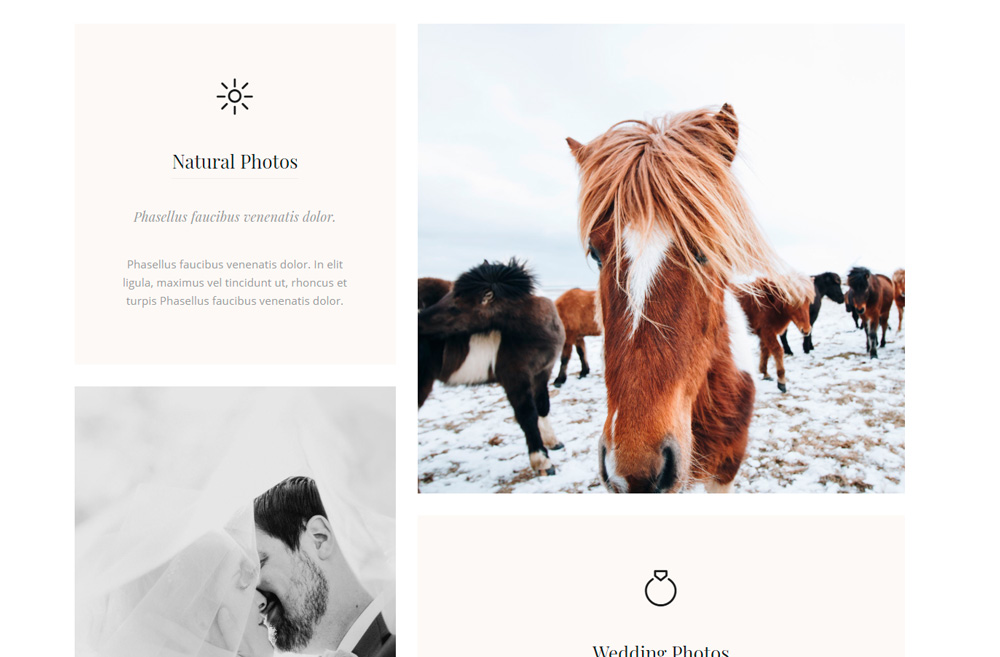 Natural Photos
Phasellus faucibus venenatis dolor.
Phasellus faucibus venenatis dolor. In elit
ligula, maximus vel tincidunt ut, rhoncus et
turpis Phasellus faucibus venenatis dolor.
Wedding Photos